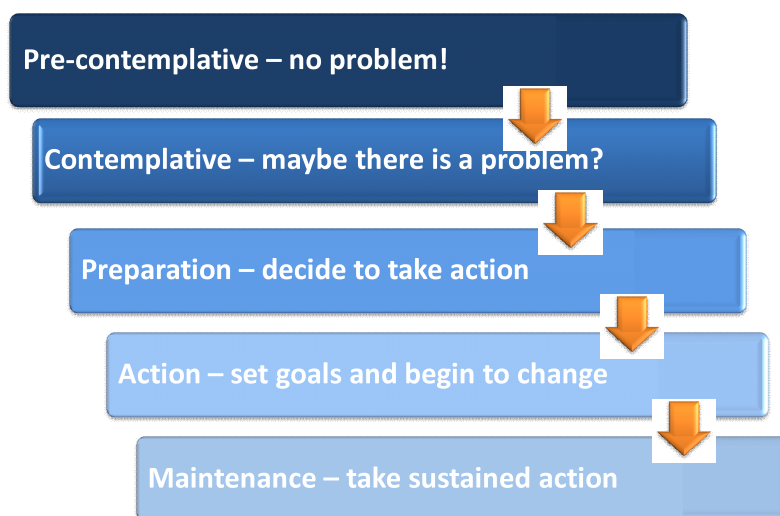 Pre-contemplative – no problem!
Contemplative – maybe there is a problem?
Preparation – decide to take action
Action – set goals and begin to change
Maintenance – take sustained action